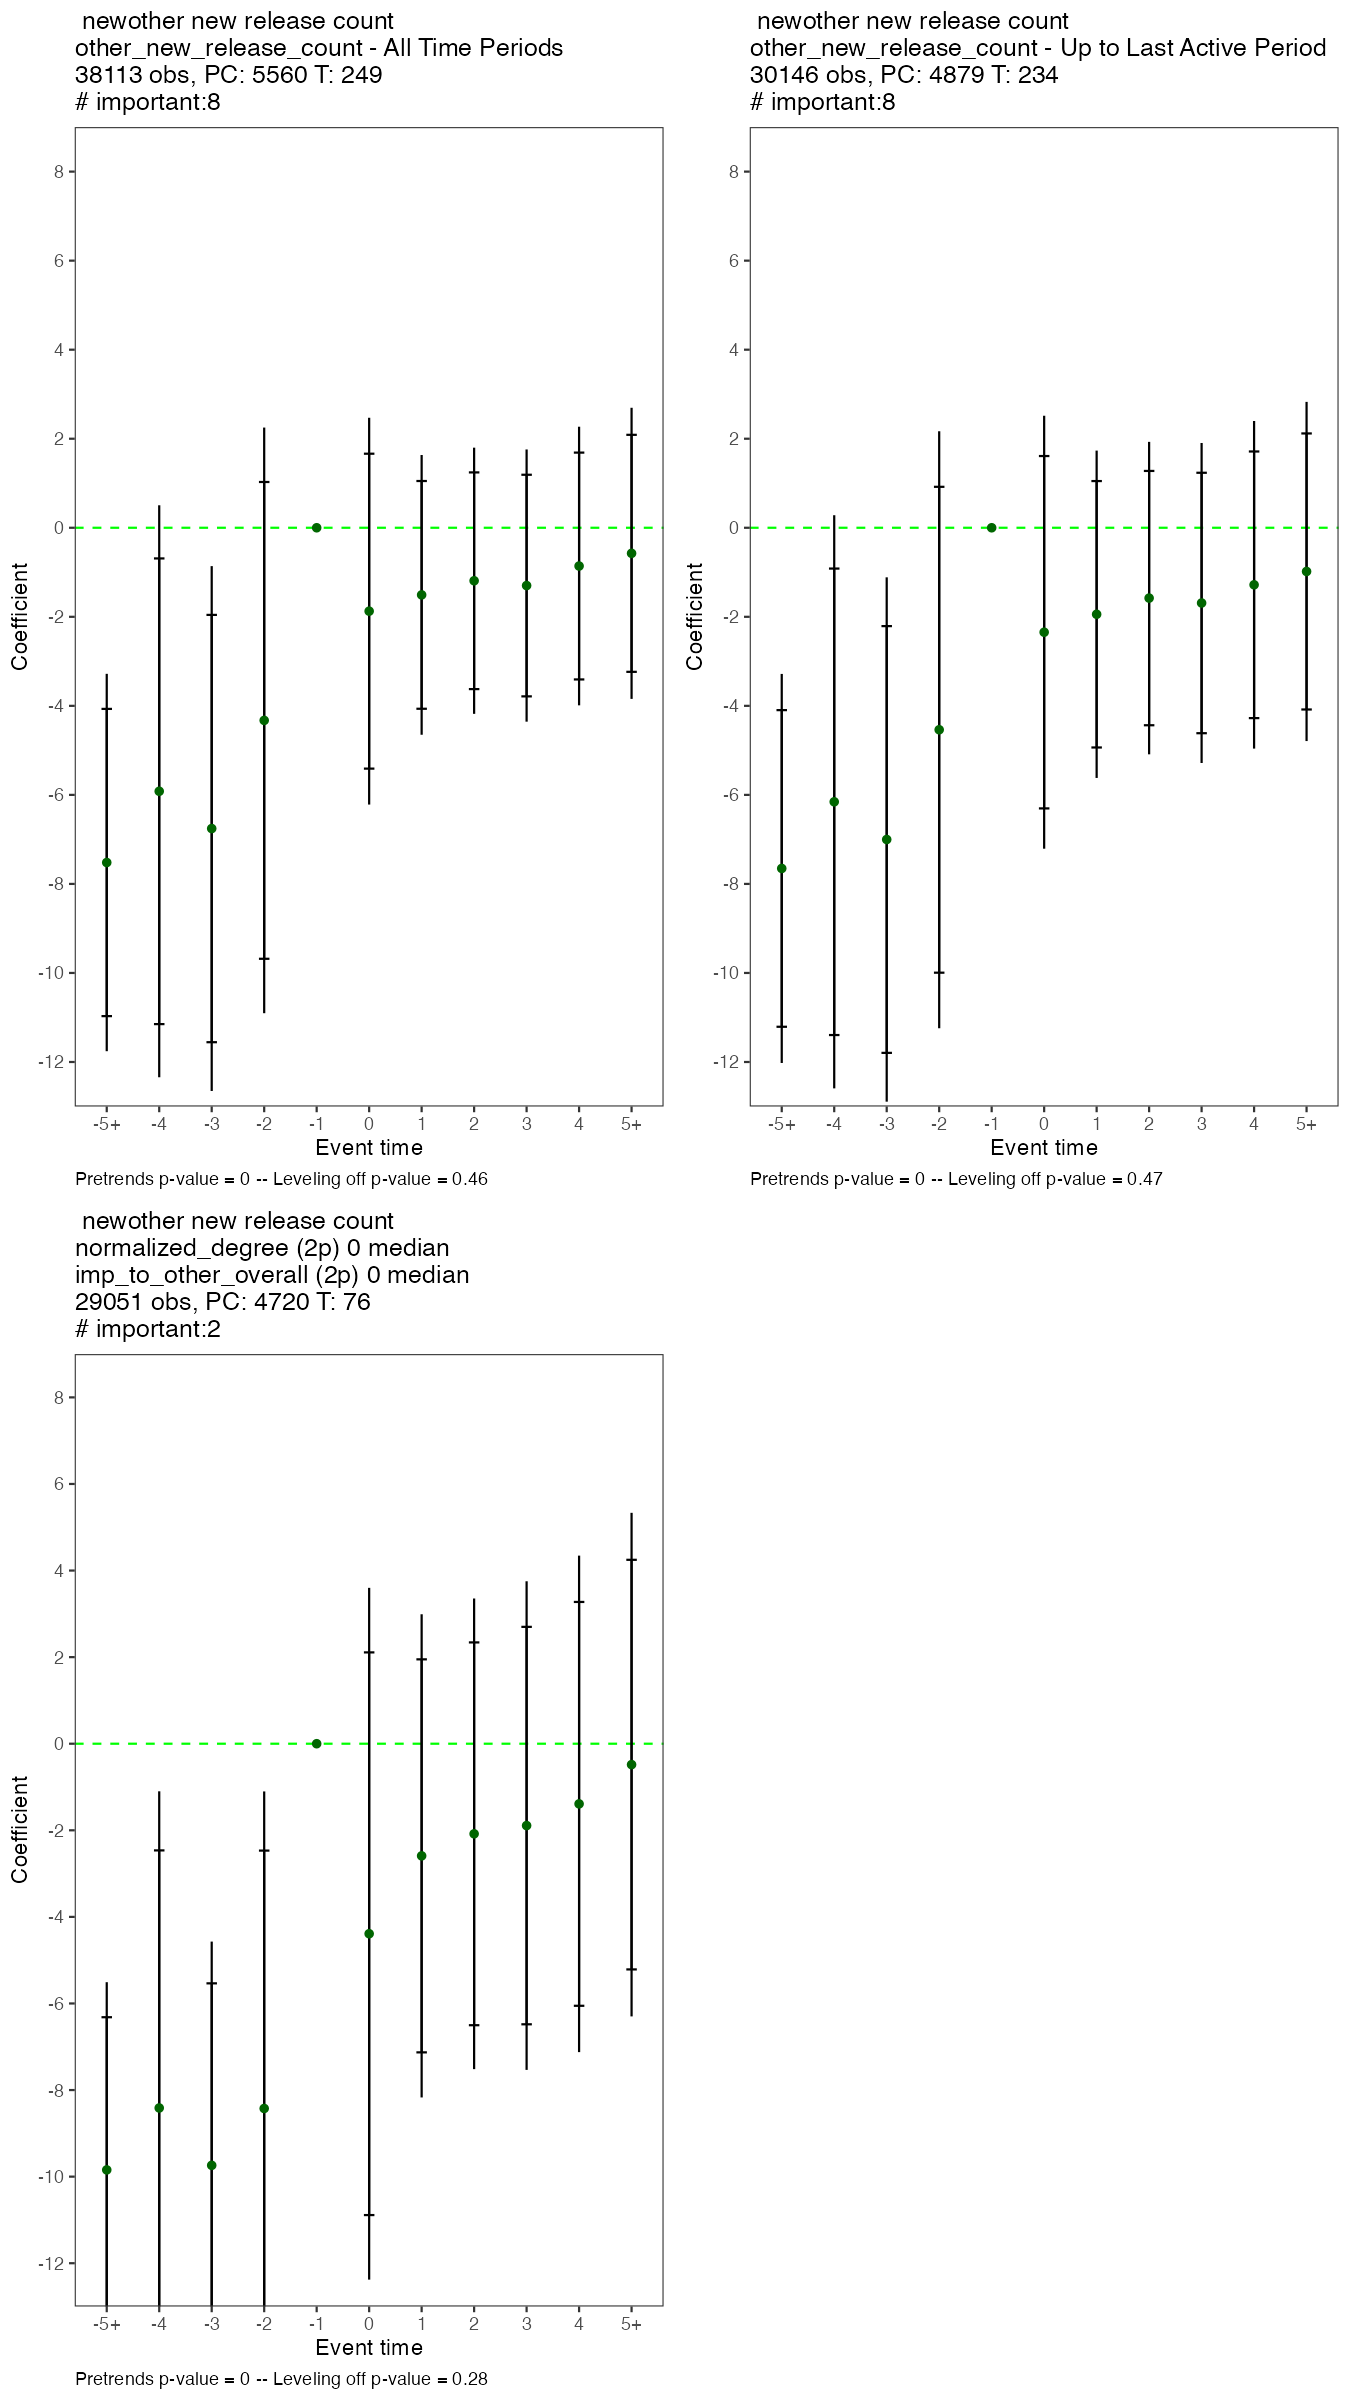 newother new release count
other_new_release_count - All Time Periods
38113 obs, PC: 5560 T: 249
# important:8
8
6
4
2
0
-2
-4
-6
-8
-10
-12
Coefficient
-5+ -4 -3 -2 -1 0 1 2 3 4 5+
Event time
Pretrends p-value = 0 -- Leveling off p-value = 0.46
newother new release count
other_new_release_count - Up to Last Active Period
30146 obs, PC: 4879 T: 234
# important:8
8
6
4
2
0
-2
-4
-6
-8
-10
-12
Coefficient
-5+ -4 -3 -2 -1 0 1 2 3 4 5+
Event time
Pretrends p-value = 0 -- Leveling off p-value = 0.47
newother new release count
normalized_degree (2p) 0 median
imp_to_other_overall (2p) 0 median
29051 obs, PC: 4720 T: 76
# important:2
8
6
4
2
0
-2
-4
-6
-8
-10
-12
Coefficient
-5+ -4 -3 -2 -1 0 1 2 3 4 5+
Event time
Pretrends p-value = 0 -- Leveling off p-value = 0.28